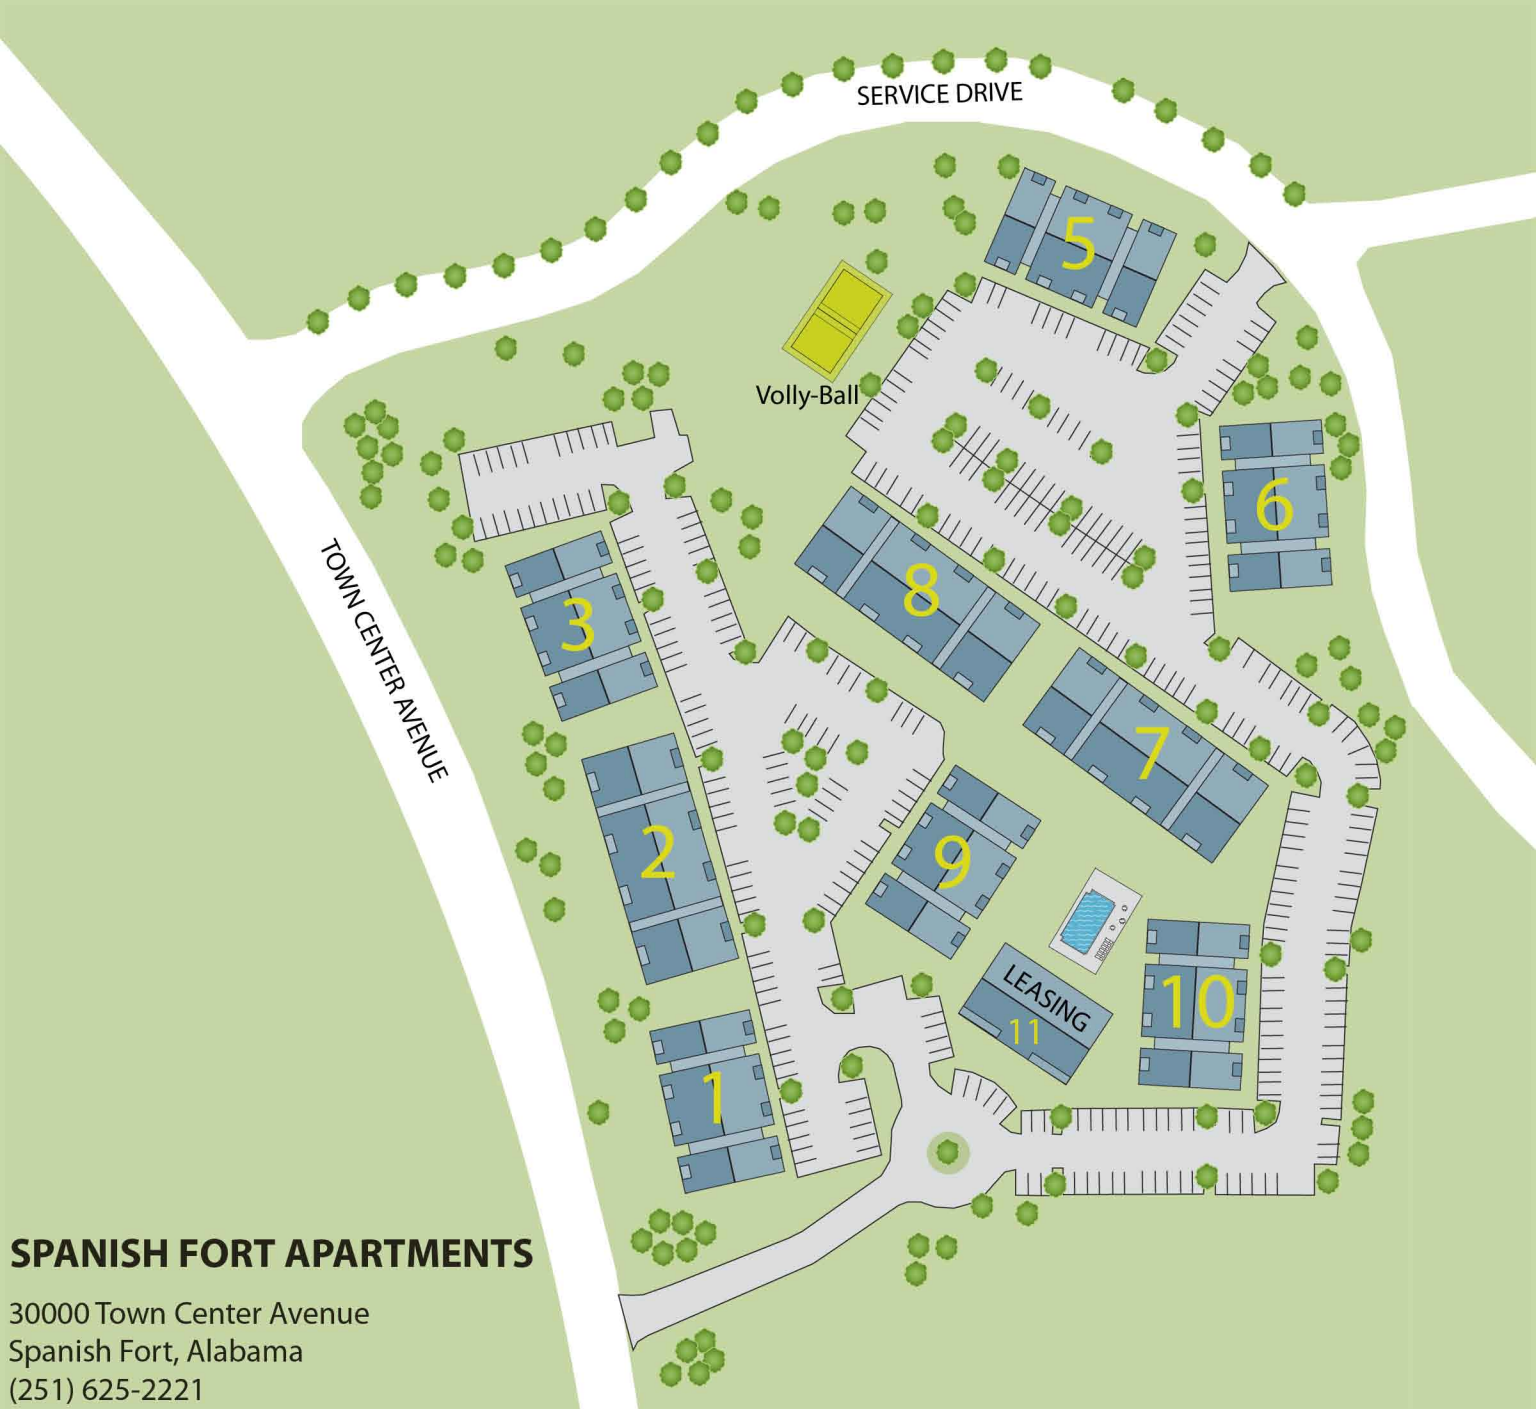 SERVICE DRIVE
5
Volly-Ball
6
8
3
TOWN CENTER AVENUE
7
2
9
LEASING
11
10
1
SPANISH FORT APARTMENTS
30000 Town Center Avenue
Spanish Fort, Alabama
(251) 625-2221